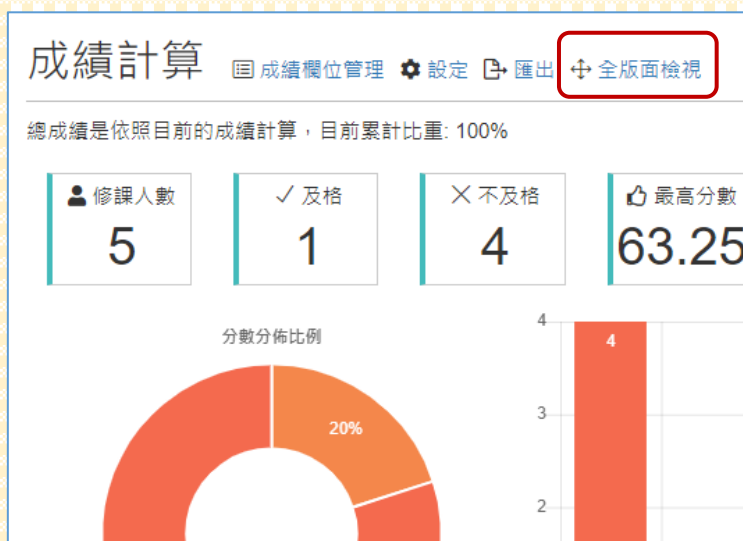 成績計算 成績欄位管理 設定 匯出 全版面檢視
總成績是依照目前的成績計算，目前累計比重: 100%
修課人數 及格 不及格 最高分數
5 1 4 63.25
分數分佈比例
4
4
20%
3
2